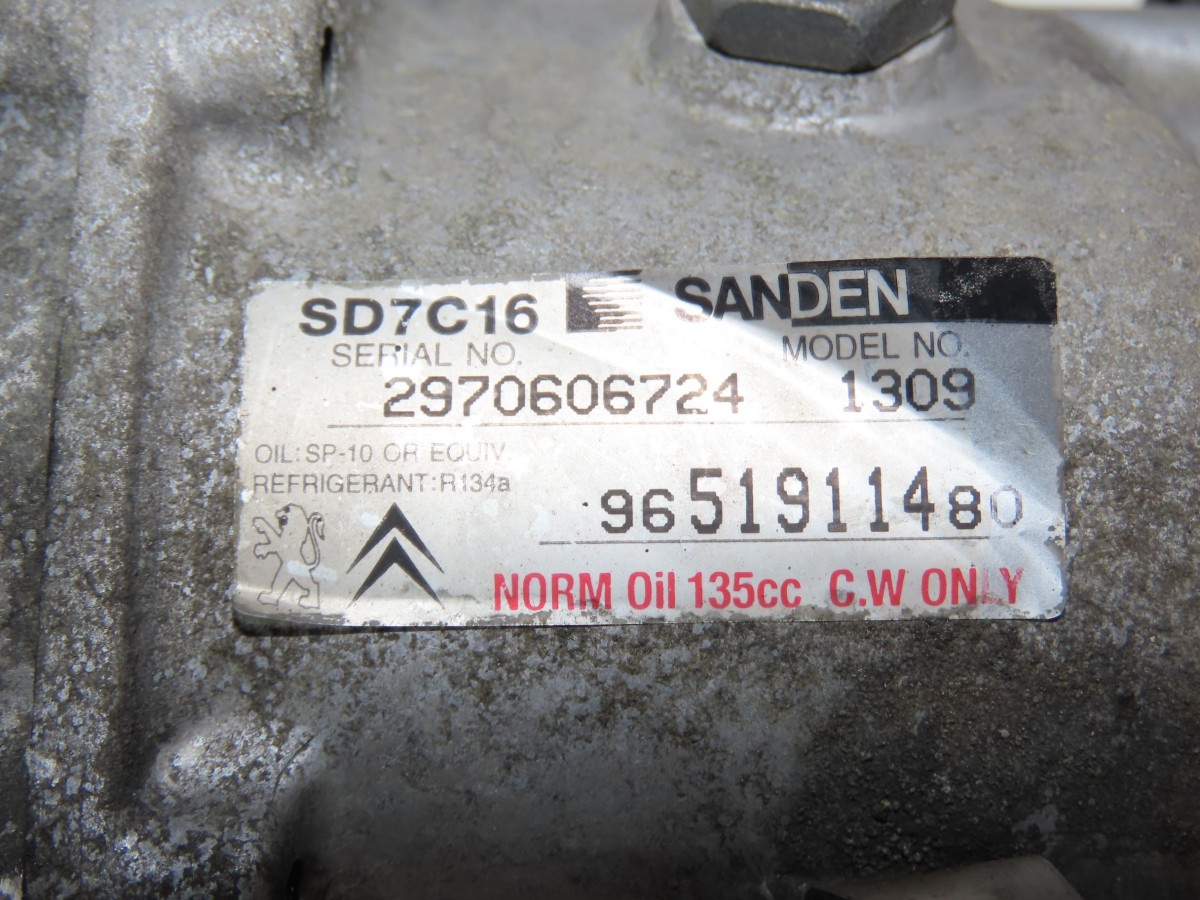 SD7C16 SANDEN
SERIAL NO. MODEL NO.
2970606724 1309
OIL:SP-10 OR EQUIV.
REFRIGERANT:R134a
9651911480
NORM Oil 135cc C.W ONLY